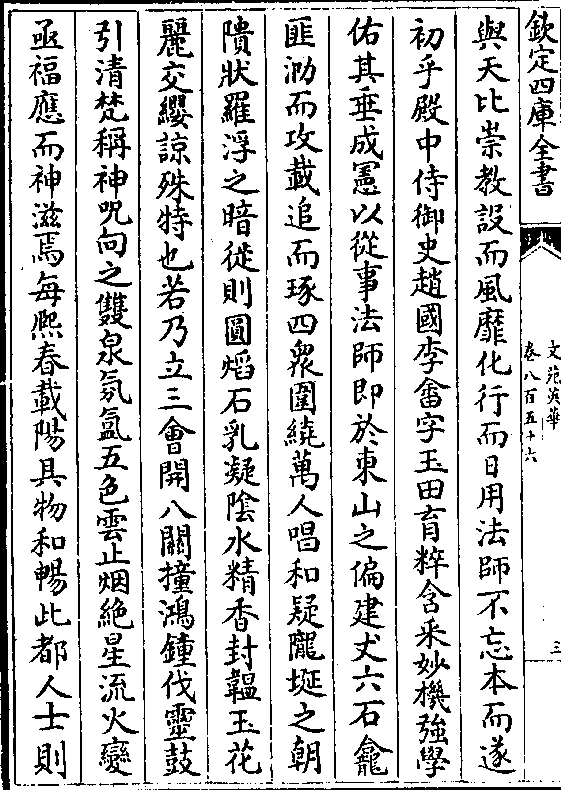 欽定四庫全書
文苑英華
卷八百五十六
三
與天比崇教設而風靡化行而日用法師不忘本而遂
初乎殿中侍御史趙國李畬字玉田育粹含采妙機強學
佑其垂成憲以從事法師即於東山之偏建丈六石龕
匪泐而攻載追而琢四衆圍繞萬人唱和疑隴埏之朝
隤狀羅浮之暗徙則圓熖石乳凝陰水精香封韞玉花
麗交纓諒殊特也若乃立三會開八關撞鴻鍾伐靈鼓
引清梵稱神呪向之雙泉氛氳五色雲止烟絶星流火變
亟福應而神滋焉每熙春載陽具物和暢此都人士則